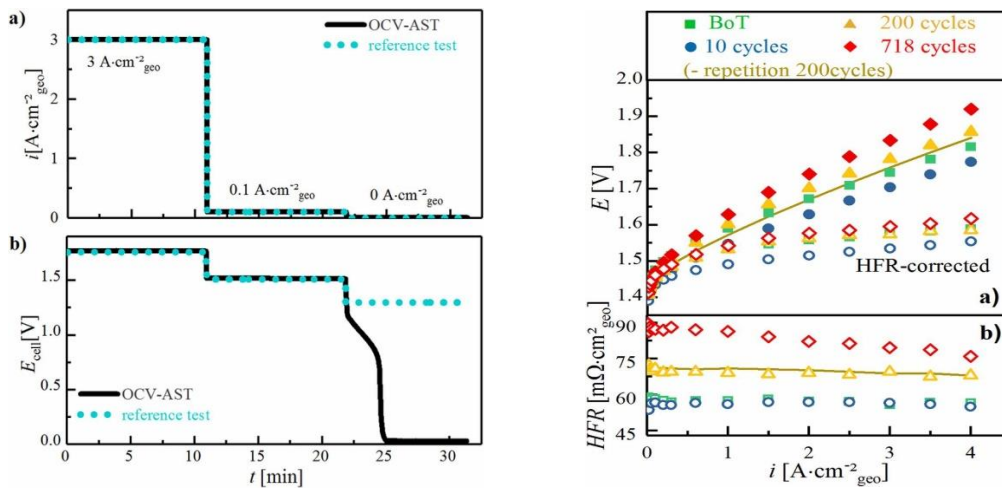 a)
OCV-AST
reference test
3 A·cm⁻²geo
0.1 A·cm⁻²geo
0 A·cm⁻²geo
i[A·cm⁻²geo]
3
2
1
0
b)
Ecell[V]
1.5
1.0
0.5
0.0
OCV-AST
reference test
0 5 10 15 20 25 30
t [min]
BoT
200 cycles
10 cycles
718 cycles
(- repetition 200cycles)
2.0
1.9
1.8
1.7
1.6
1.5
1.4
E [V]
HFR-corrected
a)
90
75
60
45
HFR [mΩ·cm²geo]
b)
0 1 2 3 4
i [A·cm⁻²geo]